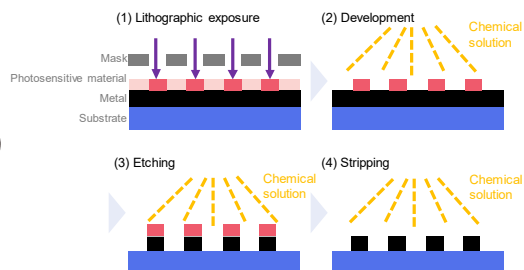 (1) Lithographic exposure
Mask
Photosensitive material
Metal
Substrate
(2) Development
Chemical
solution
(3) Etching
Chemical
solution
(4) Stripping
Chemical
solution